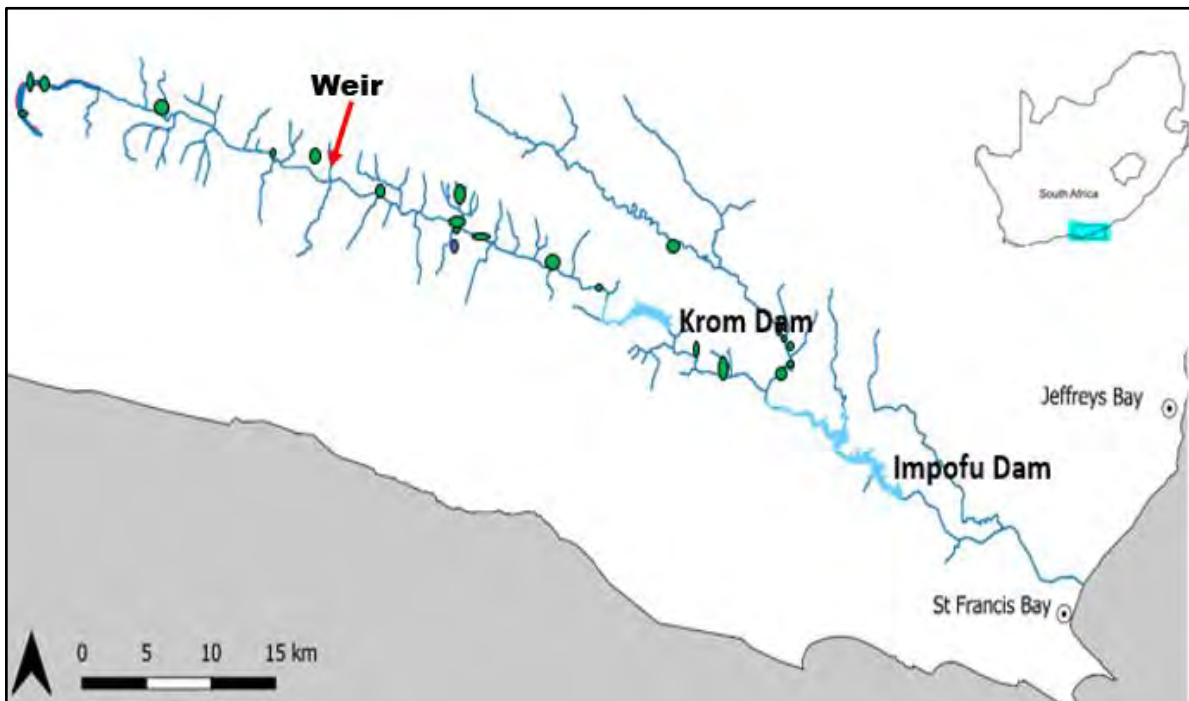 Weir
South Africa
Krom Dam
Jeffreys Bay
Impofu Dam
St Francis Bay
0 5 10 15 km